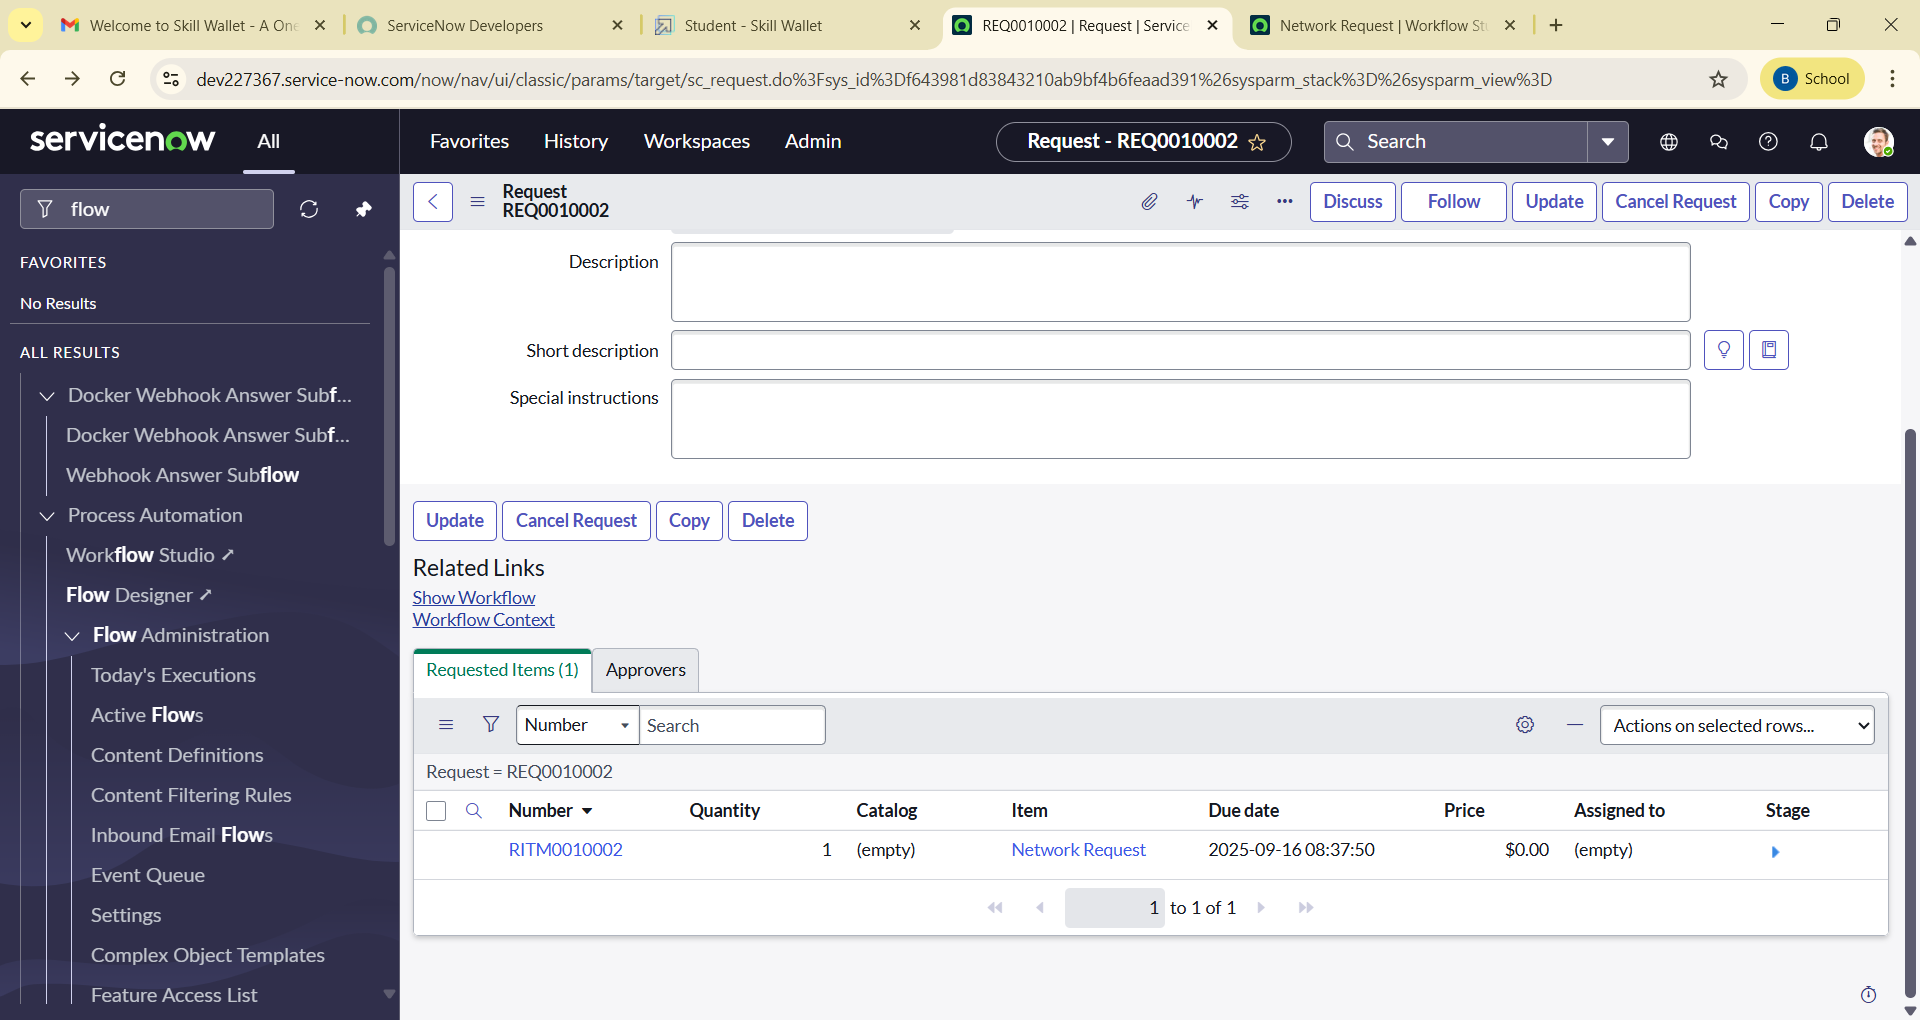 Welcome to Skill Wallet - A One
ServiceNow Developers
Student - Skill Wallet
REQ0010002 | Request | Service
Network Request | Workflow Stu
dev227367.service-now.com/now/nav/ui/classic/params/target/sc_request.do%3Fsys_id%3Df643981d83843210ab9bf4b6feaad391%26sysparm_stack%3D%26sysparm_view%3D
B School
servicenow
All
Favorites
History
Workspaces
Admin
Request - REQ0010002
Search
flow
Request
REQ0010002
Discuss
Follow
Update
Cancel Request
Copy
Delete
FAVORITES
No Results
ALL RESULTS
Docker Webhook Answer Subf...
Docker Webhook Answer Subf...
Webhook Answer Subflow
Process Automation
Workflow Studio
Flow Designer
Flow Administration
Today's Executions
Active Flows
Content Definitions
Content Filtering Rules
Inbound Email Flows
Event Queue
Settings
Complex Object Templates
Feature Access List
Description
Short description
Special instructions
Update
Cancel Request
Copy
Delete
Related Links
Show Workflow
Workflow Context
Requested Items (1)
Approvers
Number
Search
Actions on selected rows...
Request = REQ0010002
Number Quantity Catalog Item Due date Price Assigned to Stage
RITM0010002 1 (empty) Network Request 2025-09-16 08:37:50 $0.00 (empty)
1 to 1 of 1